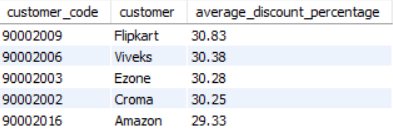 customer_code customer average_discount_percentage
90002009 Flipkart 30.83
90002006 Viveks 30.38
90002003 Ezone 30.28
90002002 Croma 30.25
90002016 Amazon 29.33